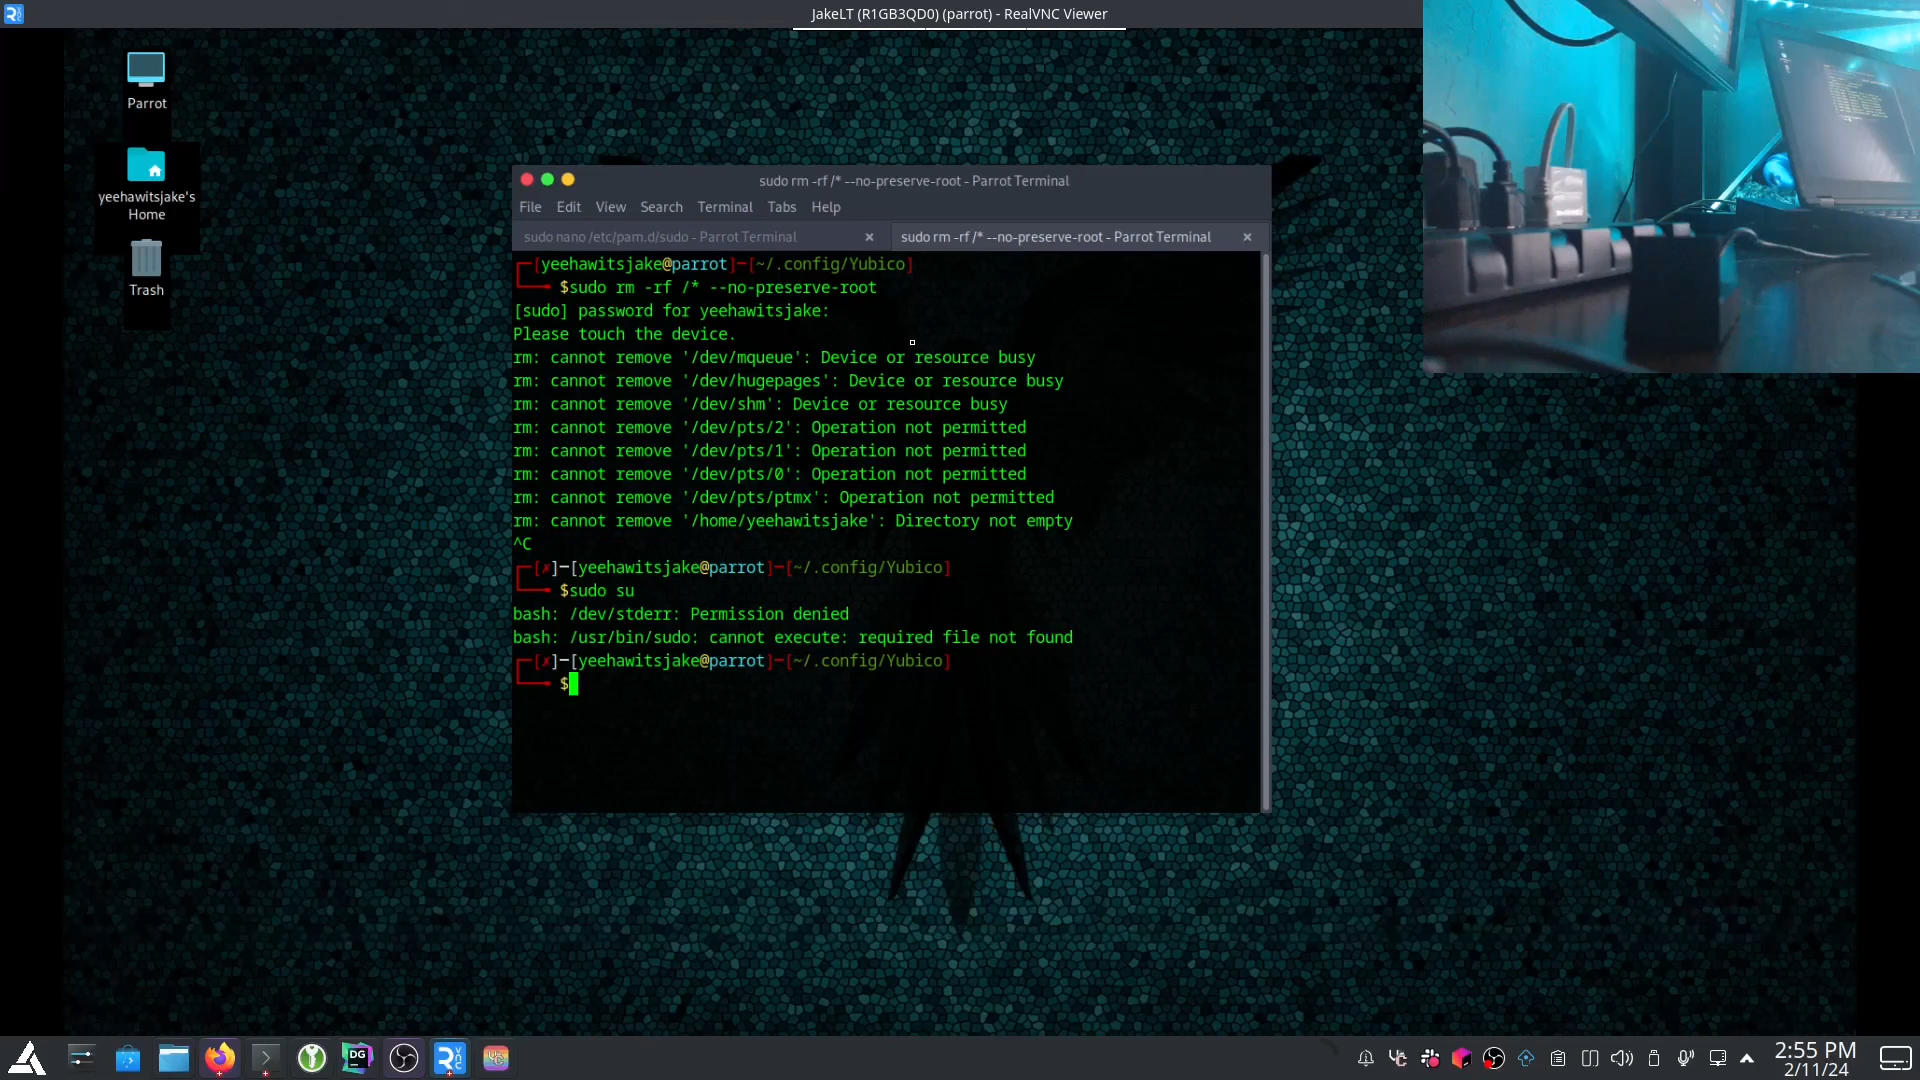 JakeLT (R1GB3QD0) (parrot) - RealVNC Viewer
Parrot
yeehawitsjake's
Home
Trash
sudo rm -rf /* --no-preserve-root - Parrot Terminal
File Edit View Search Terminal Tabs Help
sudo nano /etc/pam.d/sudo - Parrot Terminal
sudo rm -rf /* --no-preserve-root - Parrot Terminal
[yeehawitsjake@parrot]─[~/.config/Yubico]
$sudo rm -rf /* --no-preserve-root
[sudo] password for yeehawitsjake:
Please touch the device.
rm: cannot remove '/dev/mqueue': Device or resource busy
rm: cannot remove '/dev/hugepages': Device or resource busy
rm: cannot remove '/dev/shm': Device or resource busy
rm: cannot remove '/dev/pts/2': Operation not permitted
rm: cannot remove '/dev/pts/1': Operation not permitted
rm: cannot remove '/dev/pts/0': Operation not permitted
rm: cannot remove '/dev/pts/ptmx': Operation not permitted
rm: cannot remove '/home/yeehawitsjake': Directory not empty
^C
[✗]─[yeehawitsjake@parrot]─[~/.config/Yubico]
$sudo su
bash: /dev/stderr: Permission denied
bash: /usr/bin/sudo: cannot execute: required file not found
[✗]─[yeehawitsjake@parrot]─[~/.config/Yubico]
$
DG
2:55 PM
2/11/24